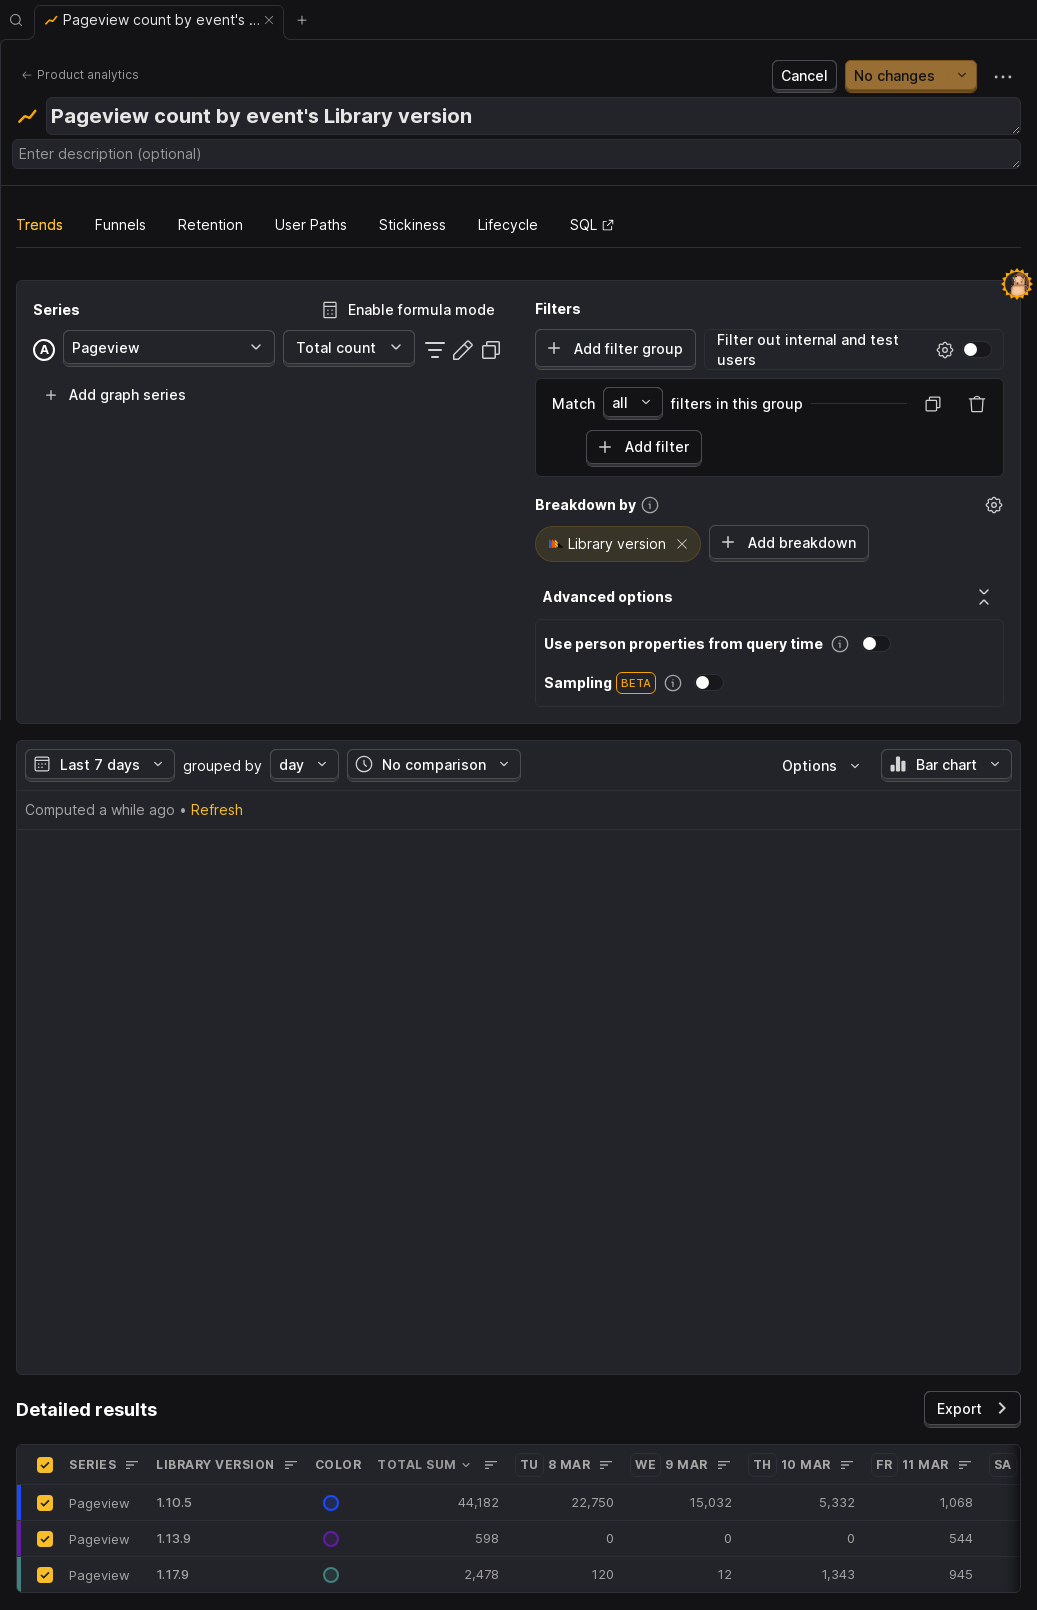 Pageview count by event's ...
Product analytics
Cancel
No changes
Pageview count by event's Library version
Enter description (optional)
Trends
Funnels
Retention
User Paths
Stickiness
Lifecycle
SQL
Series
Enable formula mode
A
Pageview
Total count
Add graph series
Filters
Add filter group
Filter out internal and test
users
Match
all
filters in this group
Add filter
Breakdown by
Library version
Add breakdown
Advanced options
Use person properties from query time
Sampling
BETA
Last 7 days
grouped by
day
No comparison
Options
Bar chart
Computed a while ago • Refresh
Detailed results
Export
SERIES LIBRARY VERSION COLOR TOTAL SUM TU 8 MAR WE 9 MAR TH 10 MAR FR 11 MAR SA
Pageview 1.10.5 44,182 22,750 15,032 5,332 1,068
Pageview 1.13.9 598 0 0 0 544
Pageview 1.17.9 2,478 120 12 1,343 945